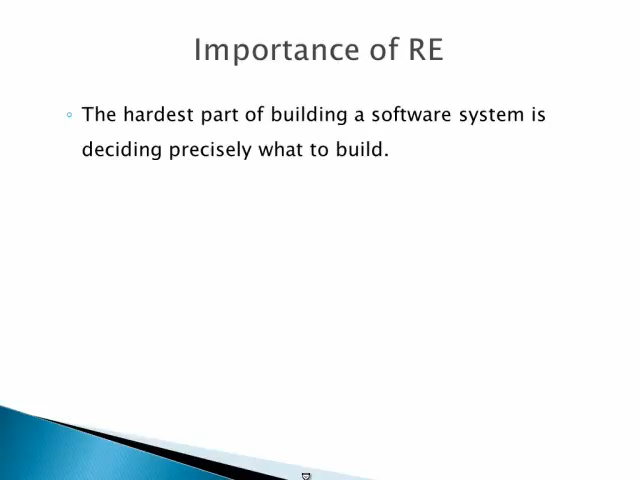 Importance of RE
◦ The hardest part of building a software system is
deciding precisely what to build.